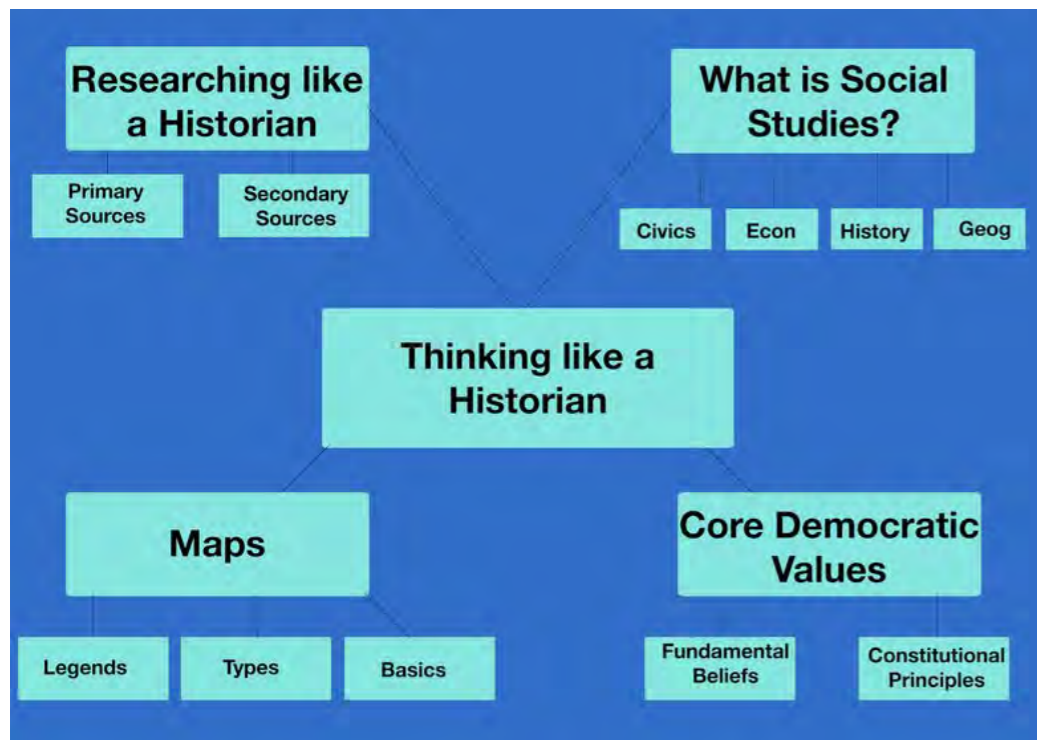 Researching like
a Historian
Primary
Sources
Secondary
Sources
What is Social
Studies?
Civics
Econ
History
Geog
Thinking like a
Historian
Maps
Legends
Types
Basics
Core Democratic
Values
Fundamental
Beliefs
Constitutional
Principles